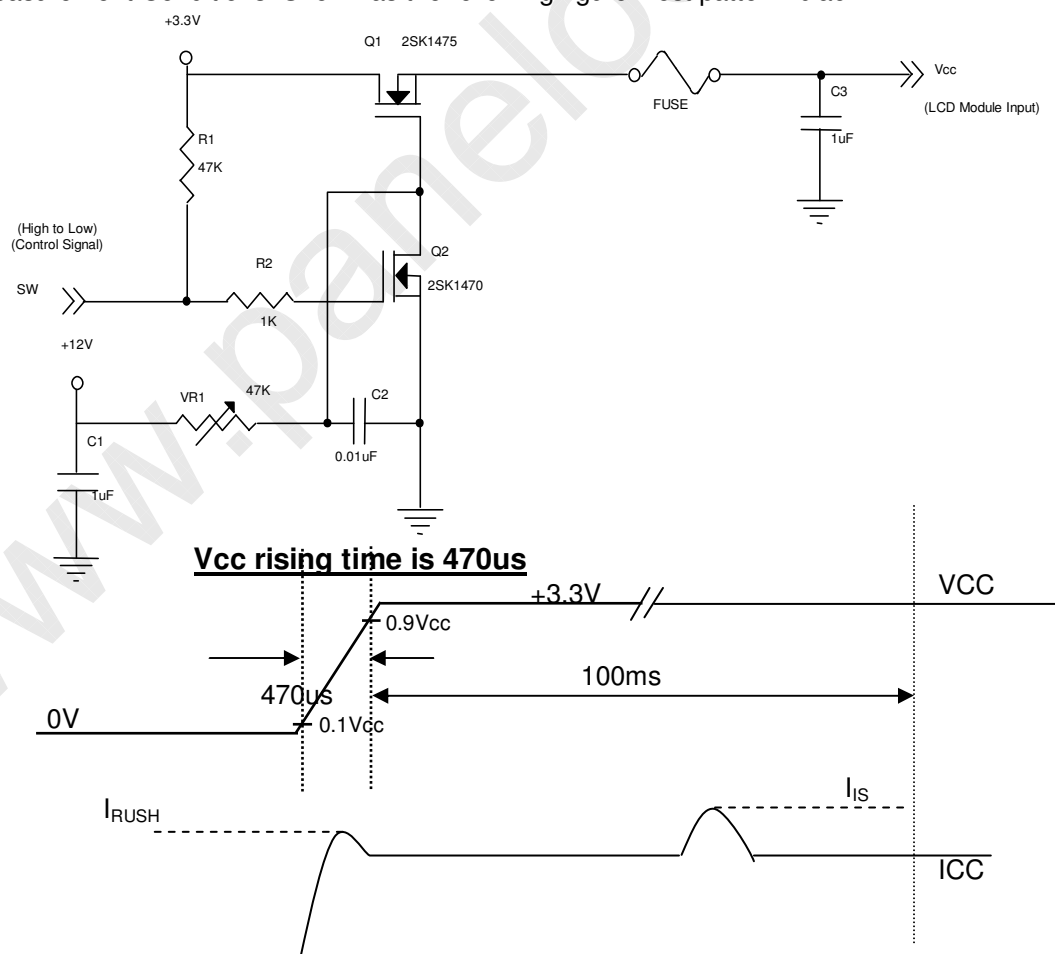 +3.3V
Q1 2SK1475
Vcc
FUSE
C3
(LCD Module Input)
R1
1uF
47K
(High to Low)
(Control Signal)
Q2
R2
SW
2SK1470
1K
+12V
47K
VR1
C2
C1
0.01uF
1uF
Vcc rising time is 470us
+3.3V
VCC
0.9Vcc
100ms
470us
0V
0.1Vcc
IIS
IRUSH
ICC
www.panelo